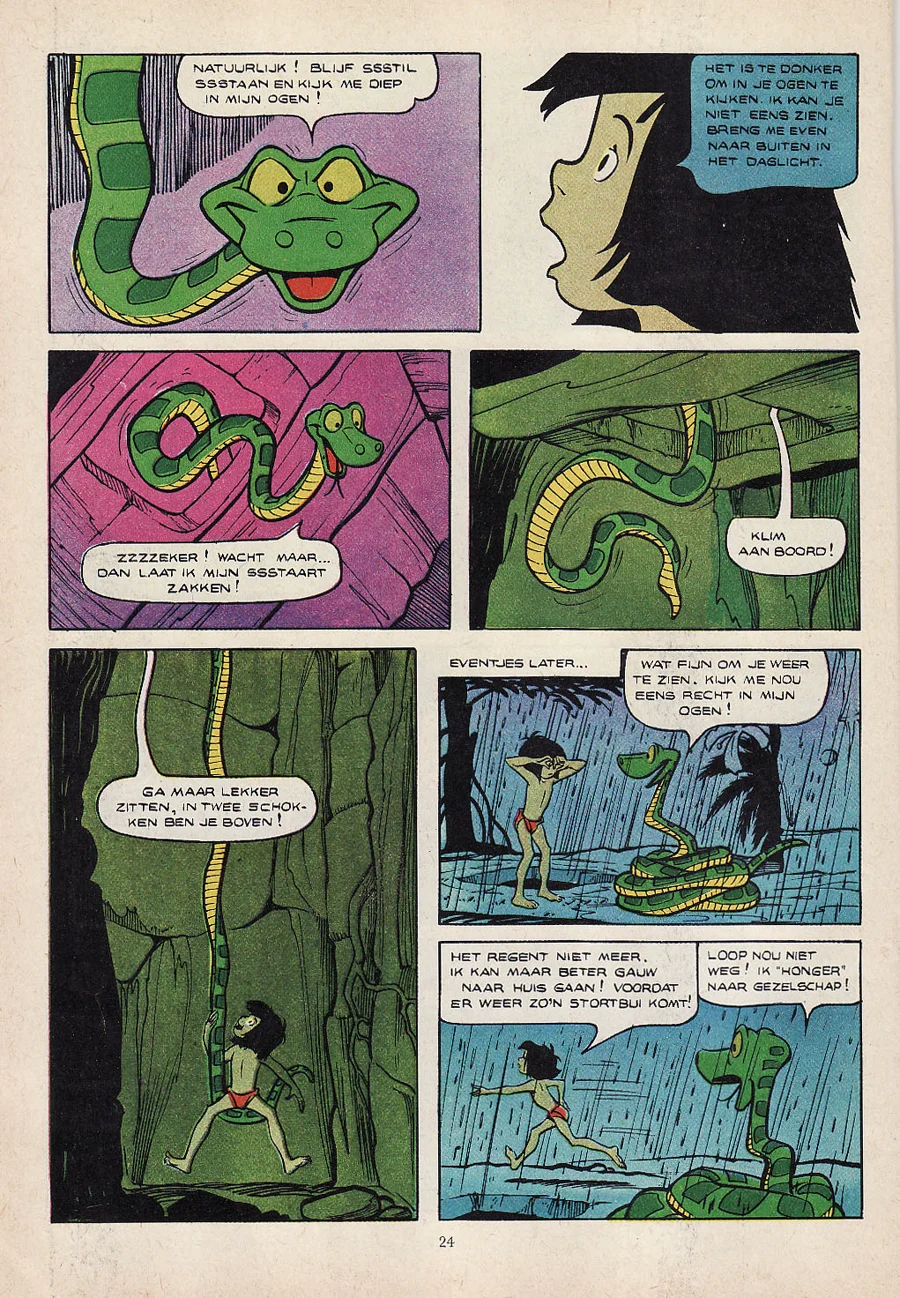 NATUURLIJK! BLIJF SSSTIL
SSSTAAN EN KIJK ME DIEP
IN MIJN OGEN!
HET IS TE DONKER
OM IN JE OGEN TE
KIJKEN. IK KAN JE
NIET EENS ZIEN.
BRENG ME EVEN
NAAR BUITEN IN
HET DAGLICHT.
ZZZZEKER! WACHT MAAR...
DAN LAAT IK MIJN SSSTAART
ZAKKEN!
KLIM
AAN BOORD!
GA MAAR LEKKER
ZITTEN, IN TWEE SCHOK-
KEN BEN JE BOVEN!
EVENTJES LATER...
WAT FIJN OM JE WEER
TE ZIEN. KIJK ME NOU
EENS RECHT IN MIJN
OGEN!
HET REGENT NIET MEER.
IK KAN MAAR BETER GAUW
NAAR HUIS GAAN! VOORDAT
ER WEER ZO'N STORTBUI KOMT!
LOOP NOU NIET
WEG! IK "HONGER"
NAAR GEZELSCHAP!
24